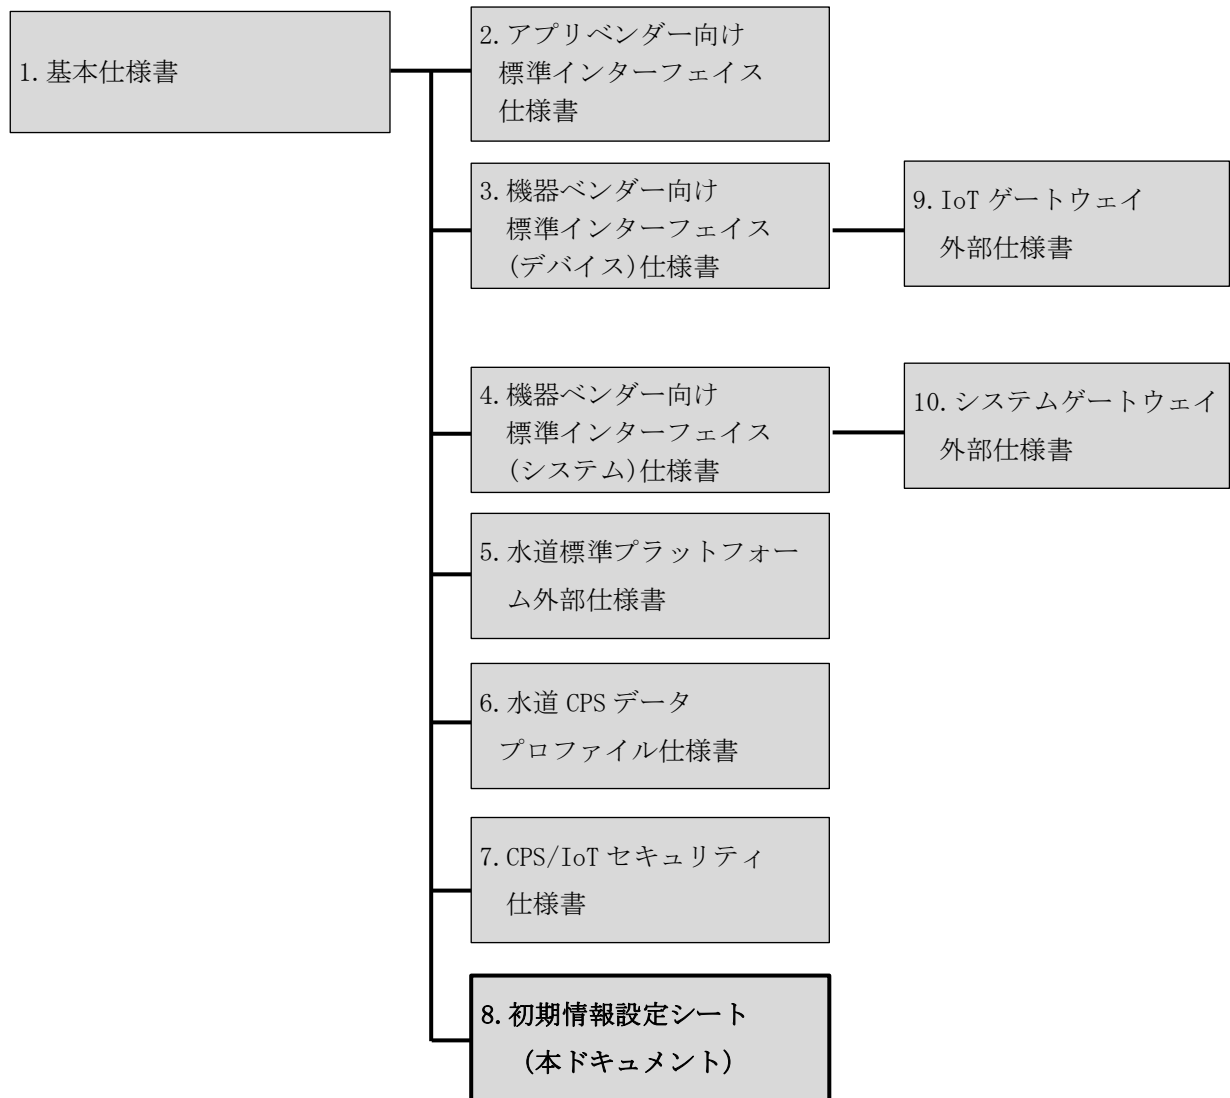 1.基本仕様書
2.アプリベンダー向け
標準インターフェイス
仕様書
3.機器ベンダー向け
標準インターフェイス
(デバイス)仕様書
9.IoT ゲートウェイ
外部仕様書
4.機器ベンダー向け
標準インターフェイス
(システム)仕様書
10.システムゲートウェイ
外部仕様書
5.水道標準プラットフォー
ム外部仕様書
6.水道 CPS データ
プロファイル仕様書
7.CPS/IoT セキュリティ
仕様書
8.初期情報設定シート
(本ドキュメント)